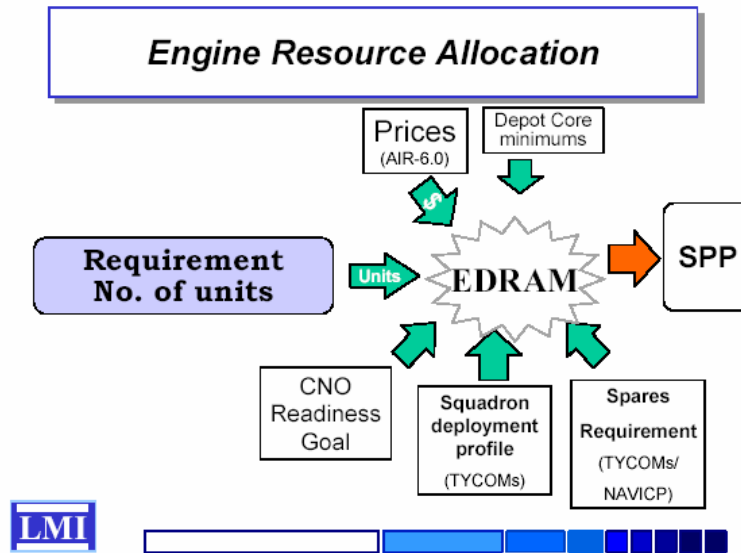 Engine Resource Allocation
Prices
(AIR-6.0)
Depot Core
minimums
$
Requirement
No. of units
Units
EDRAM
SPP
CNO
Readiness
Goal
Squadron
deployment
profile
(TYCOMs)
Spares
Requirement
(TYCOMs/
NAVICP)
LMI